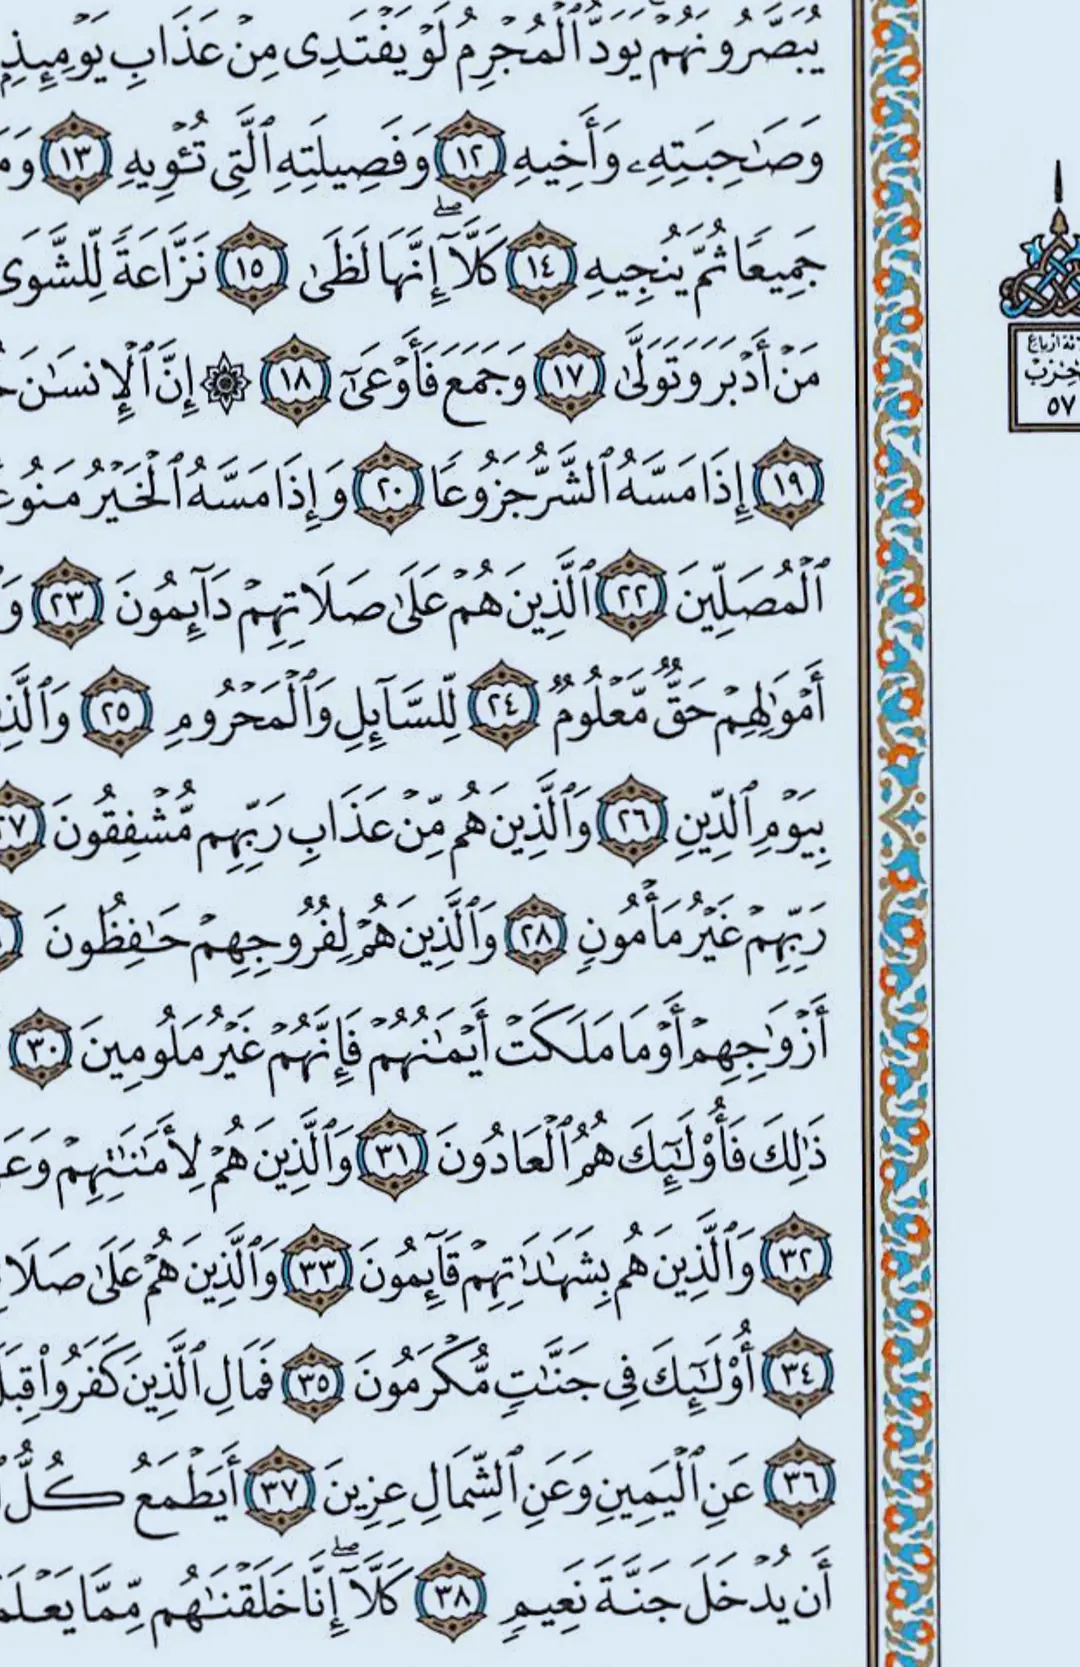 يُبَصَّرُونَهُمْ يَوَدُّ ٱلْمُجْرِمُ لَوْ يَفْتَدِى مِنْ عَذَابِ يَوْمِئِذِۭ
وَصَٰحِبَتِهِۦ وَأَخِيهِ ١٢ وَفَصِيلَتِهِ ٱلَّتِى تُـْٔوِيهِ ١٣
جَمِيعًا ثُمَّ يُنجِيهِ ١٤ كَلَّآۖ إِنَّهَا لَظَىٰ ١٥ نَزَّاعَةً لِّلشَّوَىٰ
مَنْ أَدْبَرَ وَتَوَلَّىٰ ١٧ وَجَمَعَ فَأَوْعَىٰٓ ١٨ ۞ إِنَّ ٱلْإِنسَٰنَ
١٩ إِذَا مَسَّهُ ٱلشَّرُّ جَزُوعًا ٢٠ وَإِذَا مَسَّهُ ٱلْخَيْرُ مَنُوعًا
ٱلْمُصَلِّينَ ٢٢ ٱلَّذِينَ هُمْ عَلَىٰ صَلَاتِهِمْ دَآئِمُونَ ٢٣
أَمْوَٰلِهِمْ حَقٌّ مَّعْلُومٌ ٢٤ لِّلسَّآئِلِ وَٱلْمَحْرُومِ ٢٥
بِيَوْمِ ٱلدِّينِ ٢٦ وَٱلَّذِينَ هُم مِّنْ عَذَابِ رَبِّهِم مُّشْفِقُونَ ٢٧
رَبِّهِمْ غَيْرُ مَأْمُونٍ ٢٨ وَٱلَّذِينَ هُمْ لِفُرُوجِهِمْ حَٰفِظُونَ
أَزْوَٰجِهِمْ أَوْ مَا مَلَكَتْ أَيْمَٰنُهُمْ فَإِنَّهُمْ غَيْرُ مَلُومِينَ ٣٠
ذَٰلِكَ فَأُو۟لَٰٓئِكَ هُمُ ٱلْعَادُونَ ٣١ وَٱلَّذِينَ هُمْ لِأَمَٰنَٰتِهِمْ
٣٢ وَٱلَّذِينَ هُم بِشَهَٰدَٰتِهِمْ قَآئِمُونَ ٣٣ وَٱلَّذِينَ هُمْ عَلَىٰ
٣٤ أُو۟لَٰٓئِكَ فِى جَنَّٰتٍ مُّكْرَمُونَ ٣٥ فَمَالِ ٱلَّذِينَ كَفَرُوا۟
٣٦ عَنِ ٱلْيَمِينِ وَعَنِ ٱلشِّمَالِ عِزِينَ ٣٧ أَيَطْمَعُ كُلُّ
أَن يُدْخَلَ جَنَّةَ نَعِيمٍ ٣٨ كَلَّآۖ إِنَّا خَلَقْنَٰهُم مِّمَّا
أرباع
٥٧